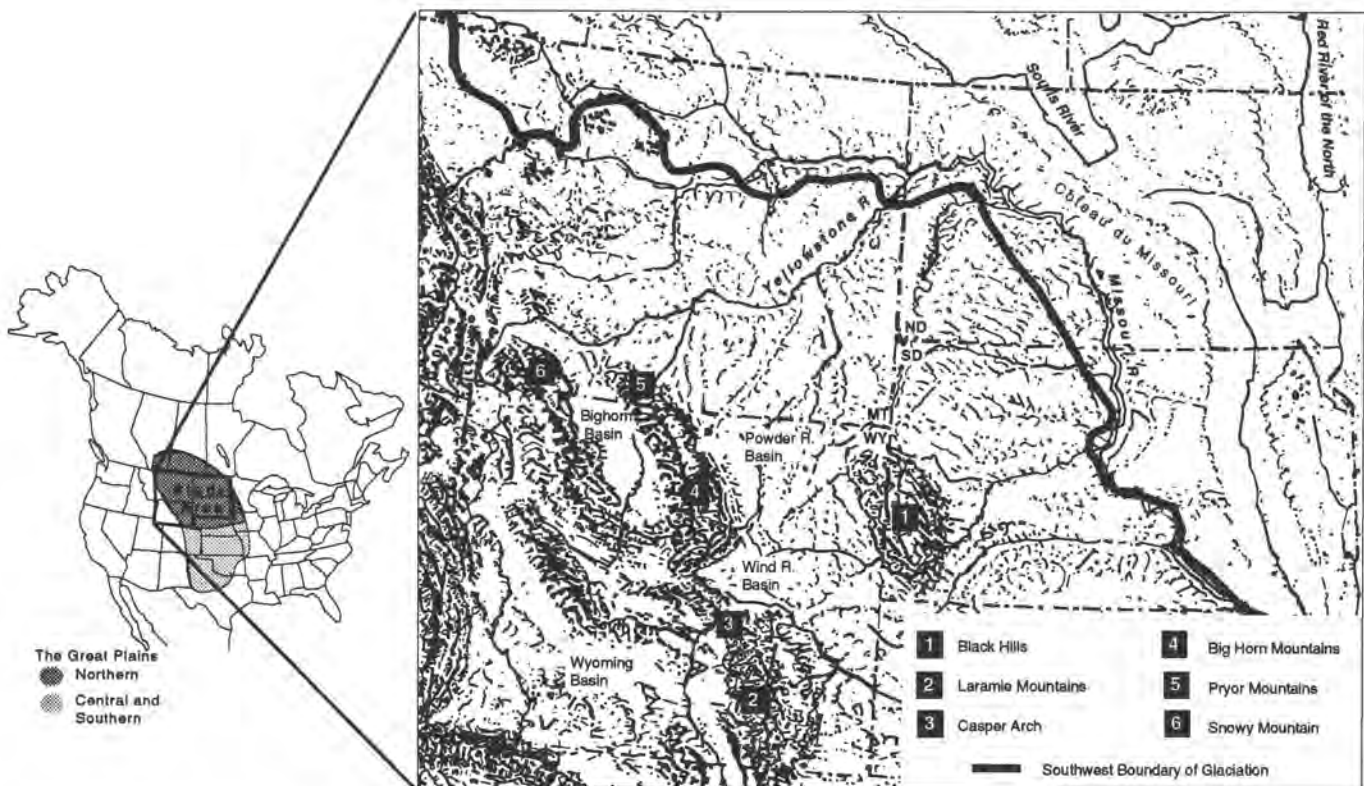 The Great Plains
Northern
Central and
Southern
Souris River
Red River of the North
Coteau du Missouri
Yellowstone R.
Missouri R.
ND
SD
MT
WY
6
5
Bighorn
Basin
Powder R.
Basin
4
1
Wind R.
Basin
3
Wyoming
Basin
2
1 Black Hills
2 Laramie Mountains
3 Casper Arch
4 Big Horn Mountains
5 Pryor Mountains
6 Snowy Mountain
Southwest Boundary of Glaciation